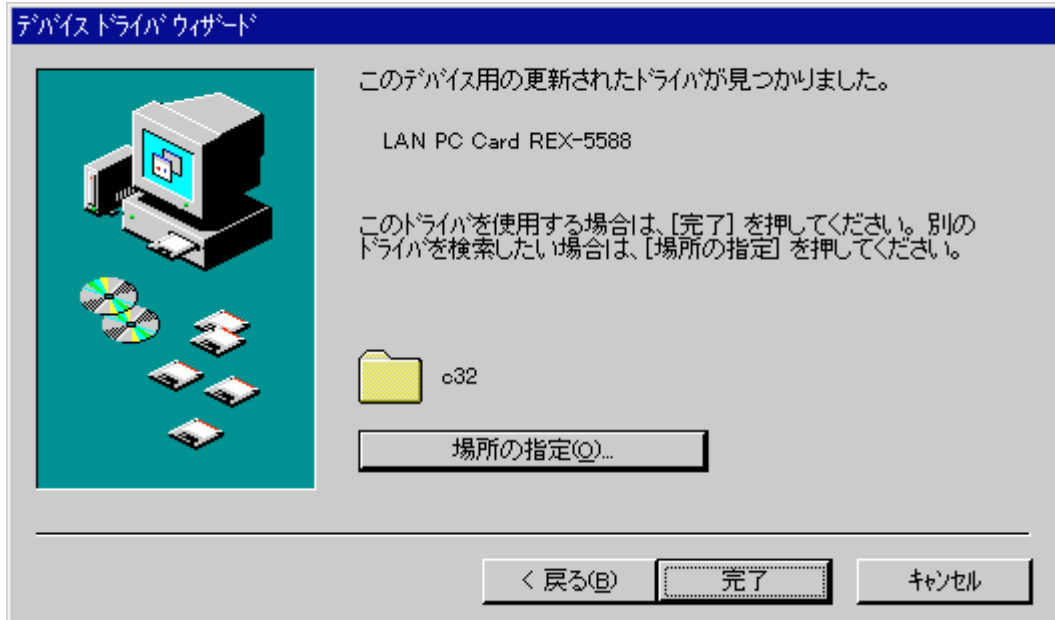 ﾃﾞﾊﾞｲｽ ﾄﾞﾗｲﾊﾞ ｳｨｻﾞｰﾄﾞ
このﾃﾞﾊﾞｲｽ用の更新されたﾄﾞﾗｲﾊﾞが見つかりました。
LAN PC Card REX-5588
このﾄﾞﾗｲﾊﾞを使用する場合は、[完了] を押してください。別の
ﾄﾞﾗｲﾊﾞを検索したい場合は、[場所の指定] を押してください。
c32
場所の指定(O)...
< 戻る(B)
完了
ｷｬﾝｾﾙ